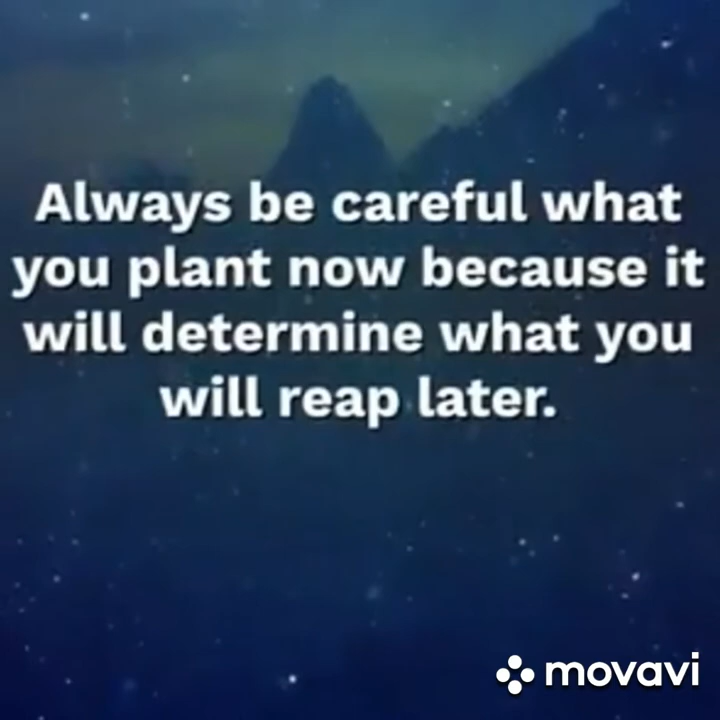 Always be careful what
you plant now because it
will determine what you
will reap later.
movavi